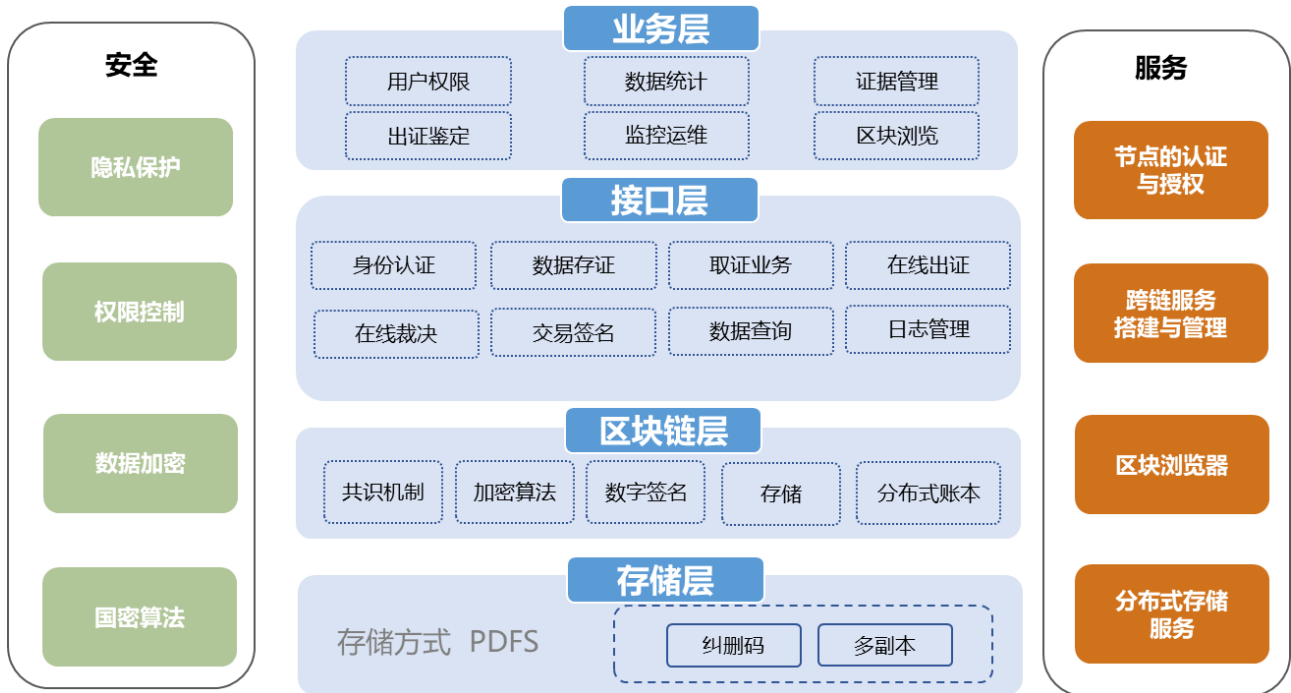 安全
隐私保护
权限控制
数据加密
国密算法
业务层
用户权限
数据统计
证据管理
出证鉴定
监控运维
区块浏览
接口层
身份认证
数据存证
取证业务
在线出证
在线裁决
交易签名
数据查询
日志管理
区块链层
共识机制
加密算法
数字签名
存储
分布式账本
存储层
存储方式 PDFS
纠删码
多副本
服务
节点的认证
与授权
跨链服务
搭建与管理
区块浏览器
分布式存储
服务